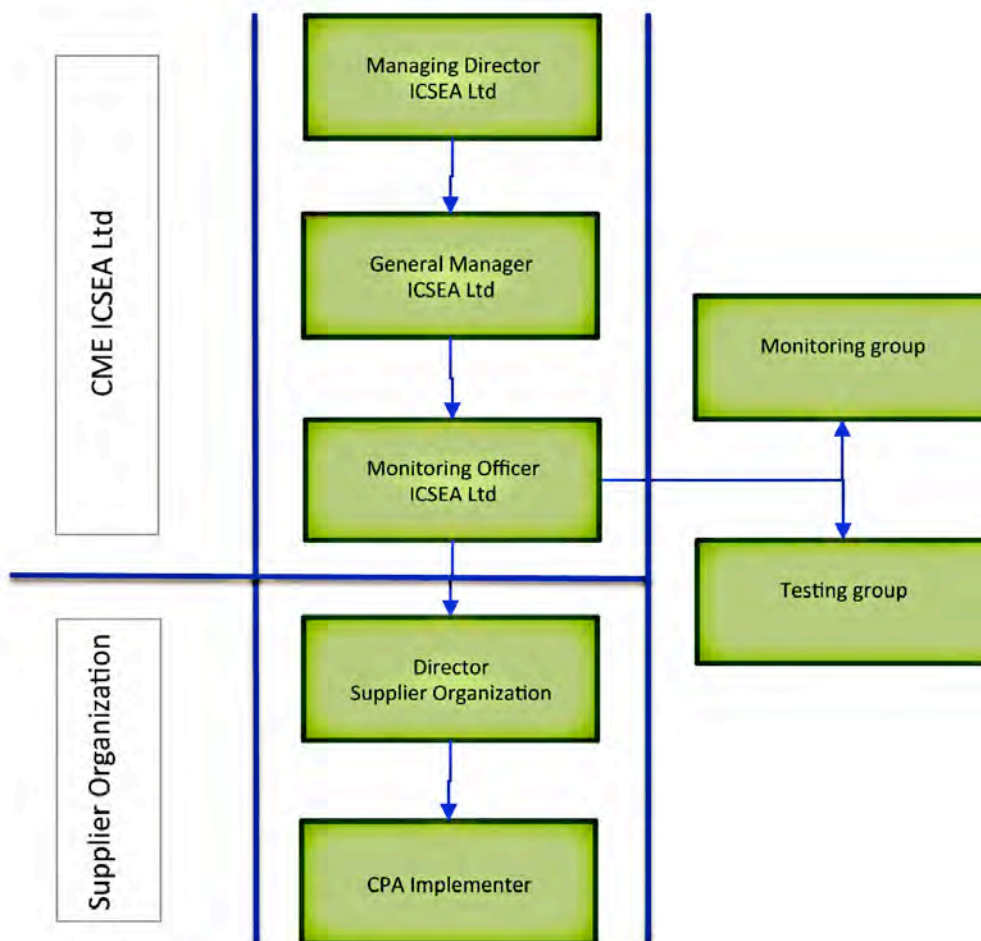 CME ICSEA Ltd
Managing Director
ICSEA Ltd
General Manager
ICSEA Ltd
Monitoring Officer
ICSEA Ltd
Monitoring group
Testing group
Supplier Organization
Director
Supplier Organization
CPA Implementer